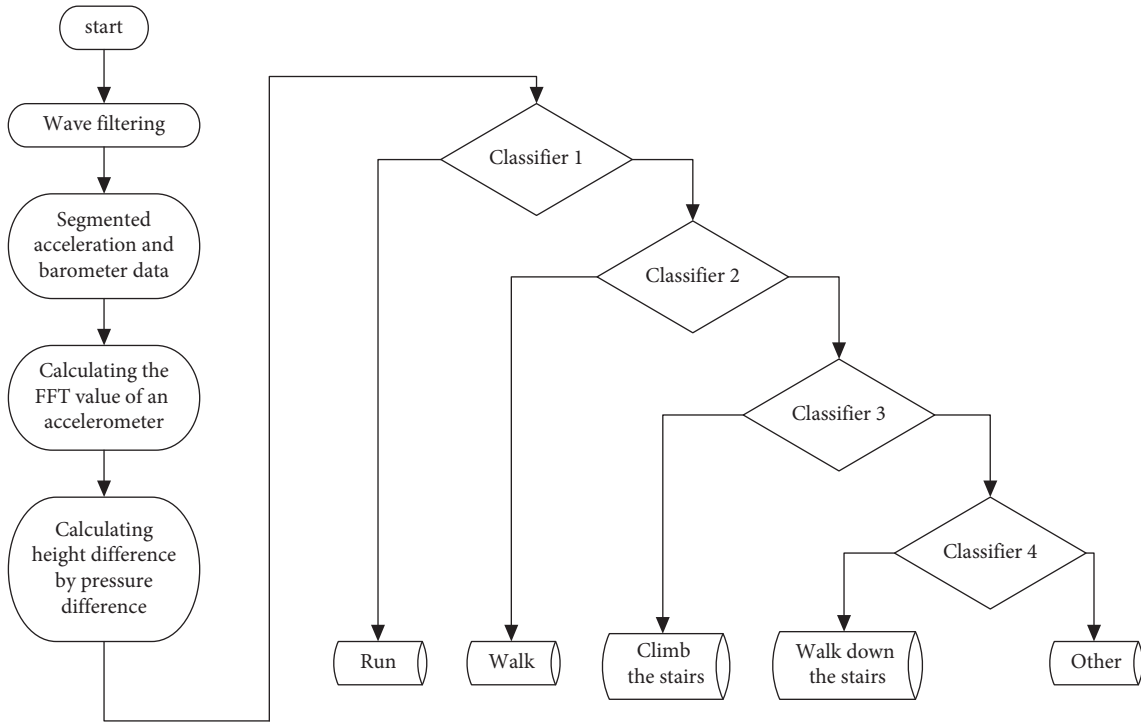 start
Wave filtering
Segmented
acceleration and
barometer data
Calculating the
FFT value of an
accelerometer
Calculating
height difference
by pressure
difference
Classifier 1
Classifier 2
Classifier 3
Classifier 4
Run
Walk
Climb
the stairs
Walk down
the stairs
Other